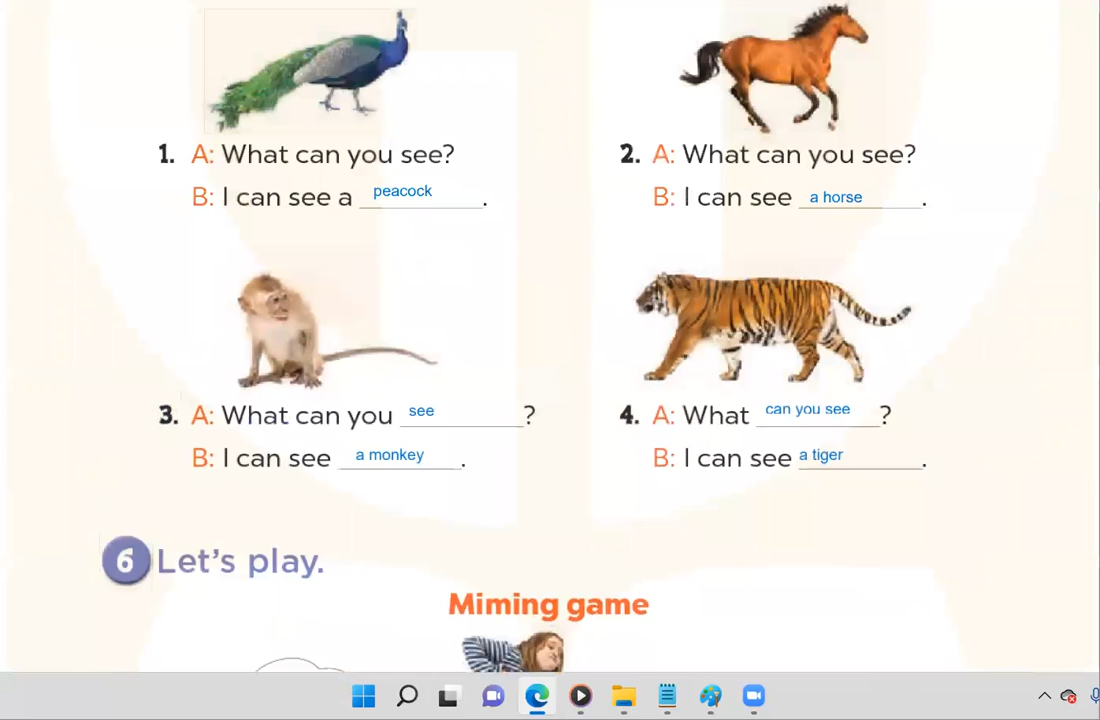 1. A: What can you see?
B: I can see a peacock.
2. A: What can you see?
B: I can see a horse.
3. A: What can you see?
B: I can see a monkey.
4. A: What can you see?
B: I can see a tiger.
6 Let's play.
Miming game